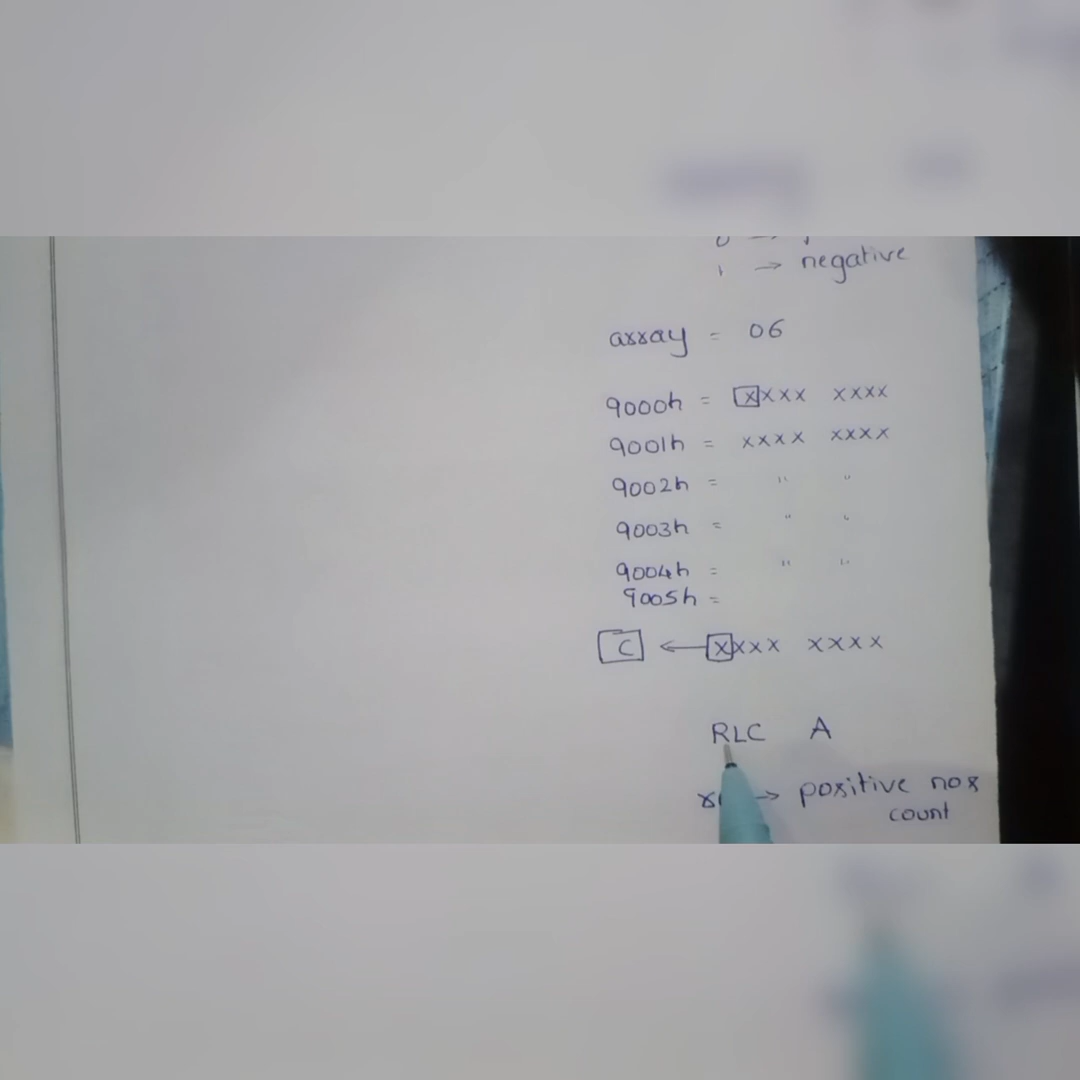 1 → negative
array = 06
9000h = xxxx xxxx
9001h = xxxx xxxx
9002h = " "
9003h = " "
9004h = " "
9005h =
C ← xxxx xxxx
RLC A
→ positive nos
count